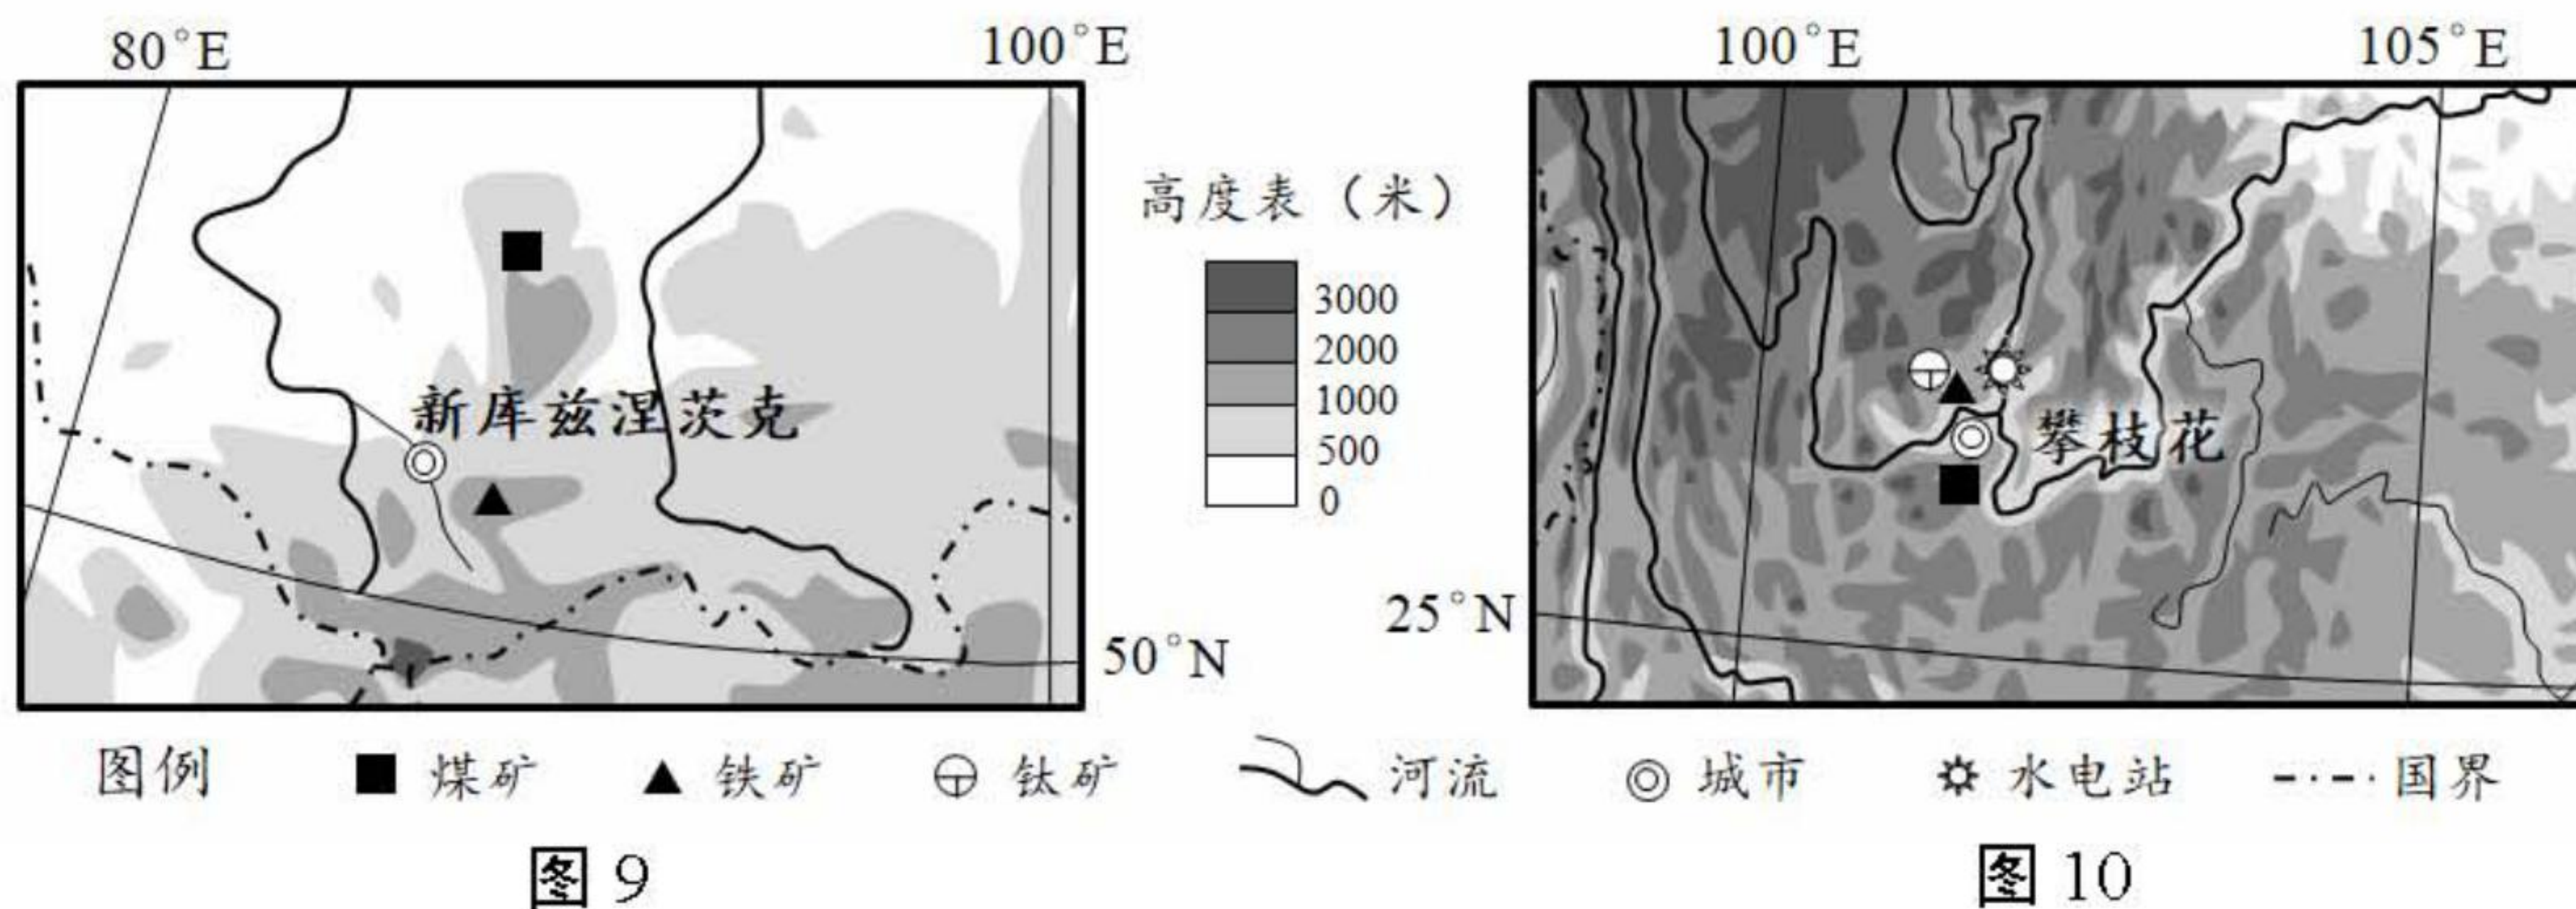 80°E
100°E
100°E
105°E
高度表（米）
3000
2000
1000
500
0
新库兹涅茨克
攀枝花
25°N
50°N
图例
煤矿
铁矿
钛矿
河流
城市
水电站
国界
图 9
图 10